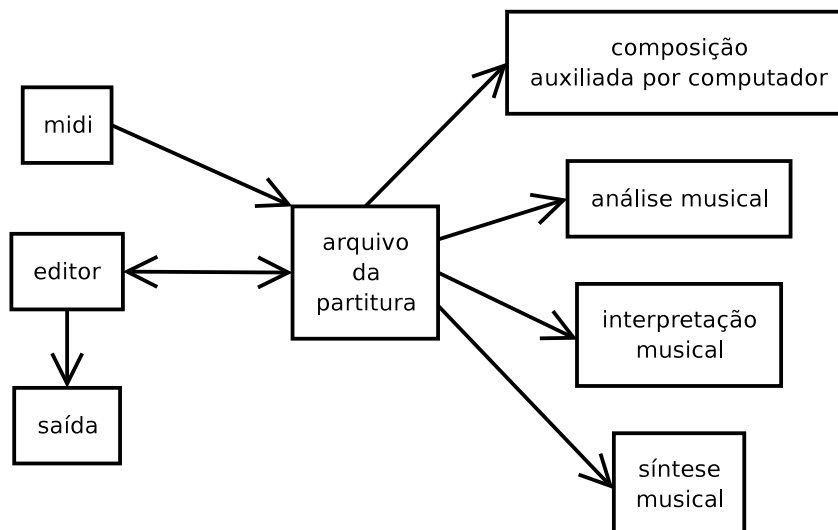 midi
editor
saída
arquivo
da
partitura
composição
auxiliada por computador
análise musical
interpretação
musical
síntese
musical